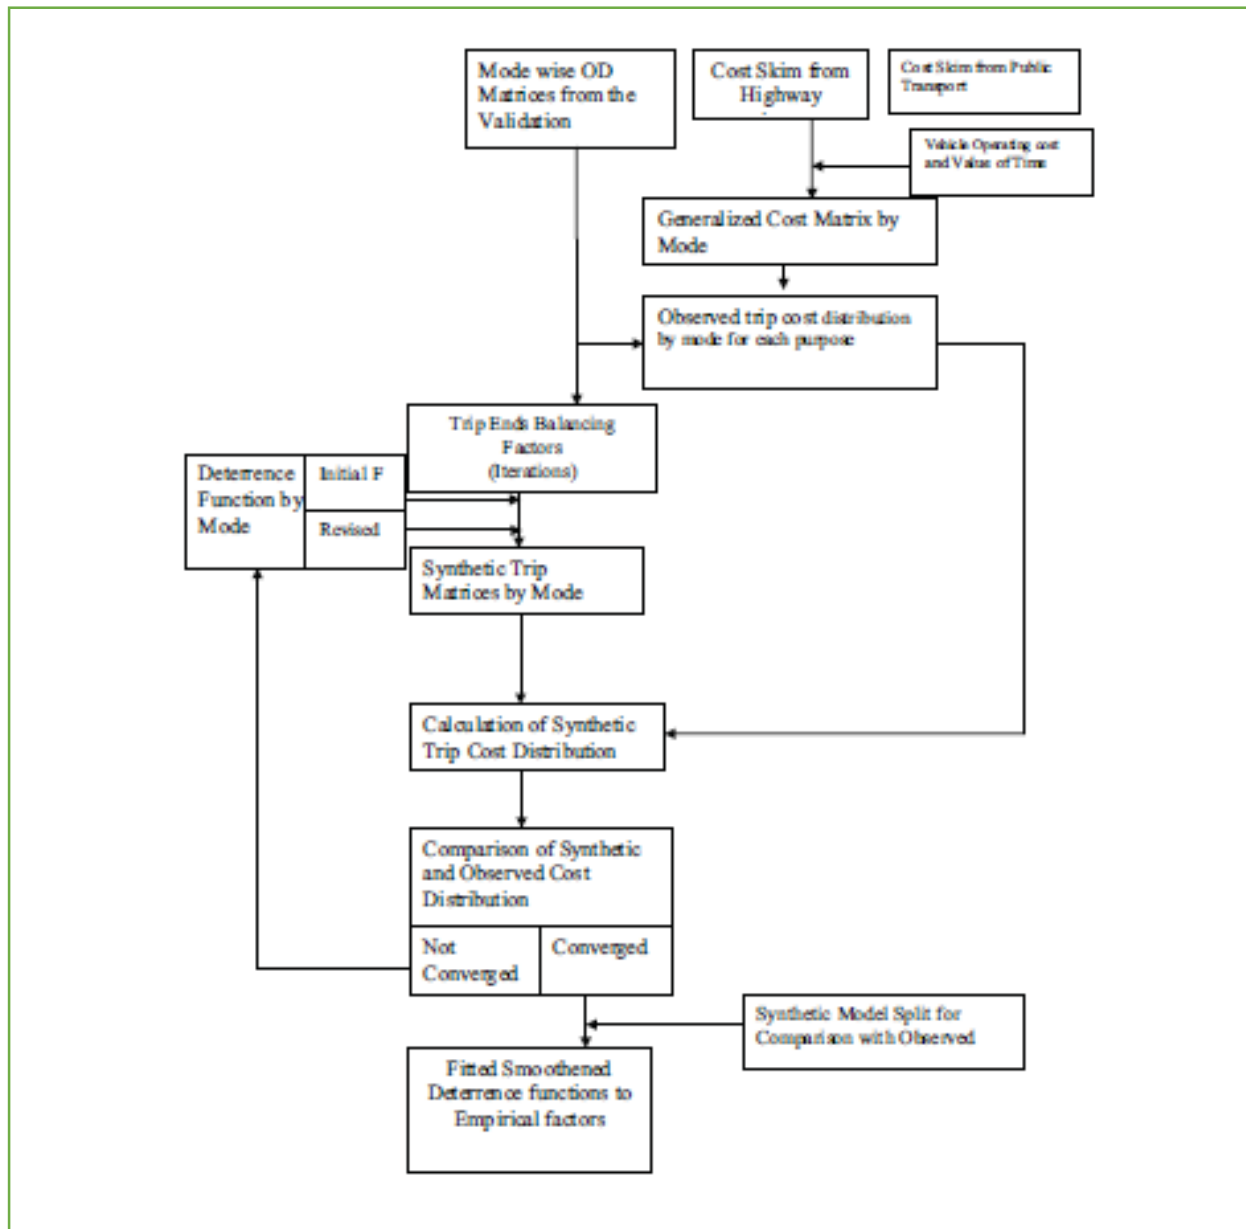 Mode wise OD
Matrices from the
Validation
Cost Skim from
Highway
Cost Skim from Public
Transport
Vehicle Operating cost
and Value of Time
Generalized Cost Matrix by
Mode
Observed trip cost distribution
by mode for each purpose
Trip Ends Balancing
Factors
(Iterations)
Deterrence
Function by
Mode
Initial F
Revised
Synthetic Trip
Matrices by Mode
Calculation of Synthetic
Trip Cost Distribution
Comparison of Synthetic
and Observed Cost
Distribution
Not
Converged
Converged
Synthetic Model Split for
Comparison with Observed
Fitted Smoothened
Deterrence functions to
Empirical factors